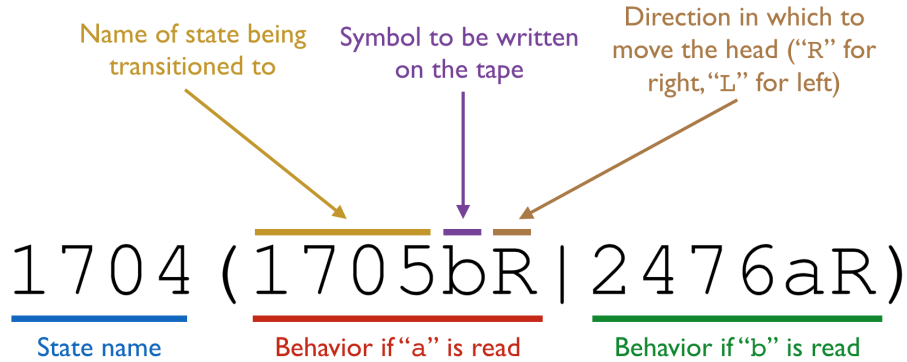 Name of state being
transitioned to
Symbol to be written
on the tape
Direction in which to
move the head (“R” for
right, “L” for left)
1704(1705bR|2476aR)
State name
Behavior if “a” is read
Behavior if “b” is read